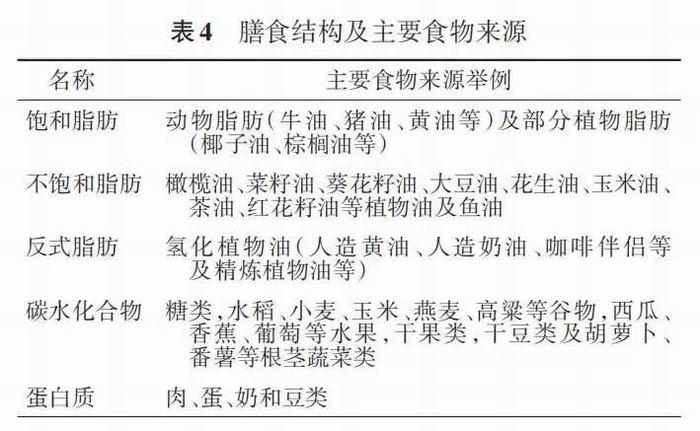 表4 膳食结构及主要食物来源
名称 主要食物来源举例
饱和脂肪 动物脂肪(牛油、猪油、黄油等)及部分植物脂肪
(椰子油、棕榈油等)
不饱和脂肪 橄榄油、菜籽油、葵花籽油、大豆油、花生油、玉米油、
茶油、红花籽油等植物油及鱼油
反式脂肪 氢化植物油(人造黄油、人造奶油、咖啡伴侣等
及精炼植物油等)
碳水化合物 糖类,水稻、小麦、玉米、燕麦、高粱等谷物,西瓜、
香蕉、葡萄等水果,干果类,干豆类及胡萝卜、
番薯等根茎蔬菜类
蛋白质 肉、蛋、奶和豆类